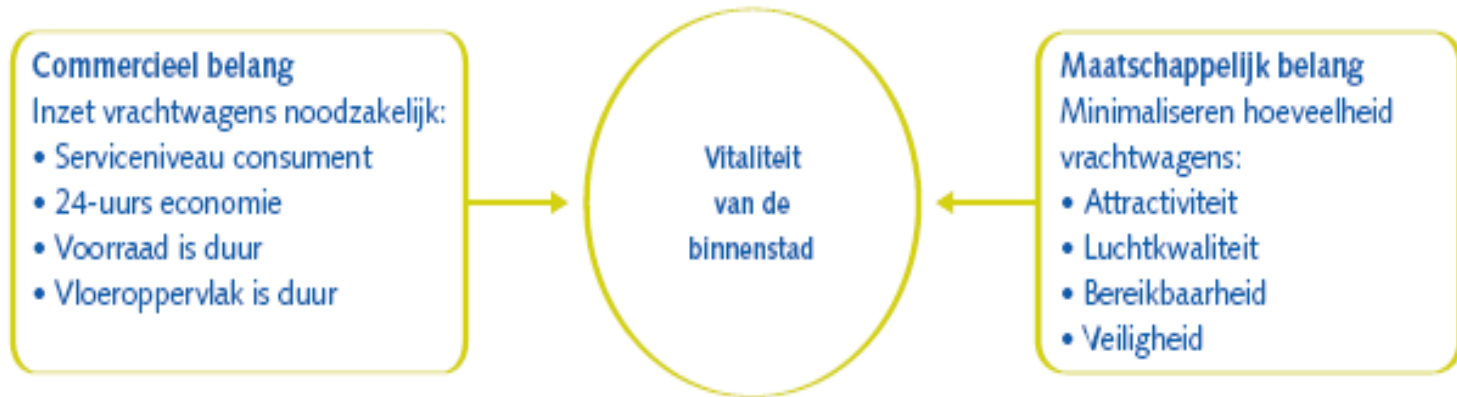 Commercieel belang
Inzet vrachtwagens noodzakelijk:
• Serviceniveau consument
• 24-uurs economie
• Voorraad is duur
• Vloeroppervlak is duur
Vitaliteit
van de
binnenstad
Maatschappelijk belang
Minimaliseren hoeveelheid
vrachtwagens:
• Attractiviteit
• Luchtkwaliteit
• Bereikbaarheid
• Veiligheid